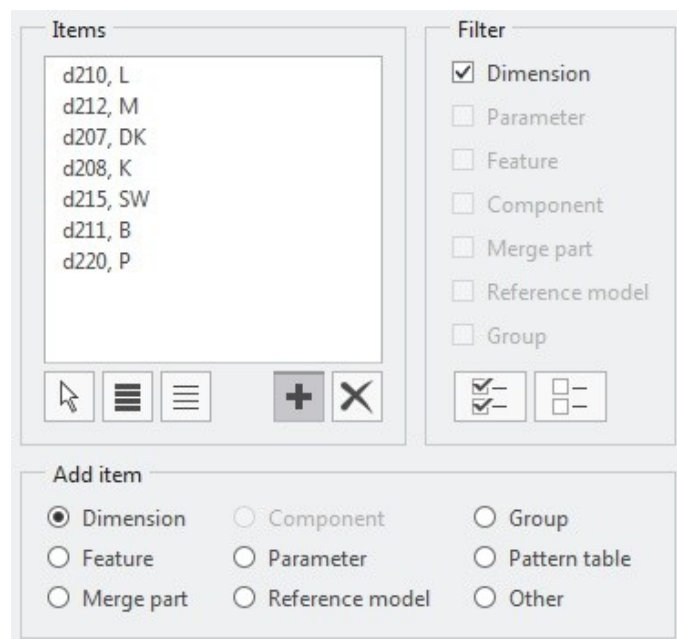 Items
d210, L
d212, M
d207, DK
d208, K
d215, SW
d211, B
d220, P
Filter
Dimension
Parameter
Feature
Component
Merge part
Reference model
Group
Add item
Dimension Component Group
Feature Parameter Pattern table
Merge part Reference model Other